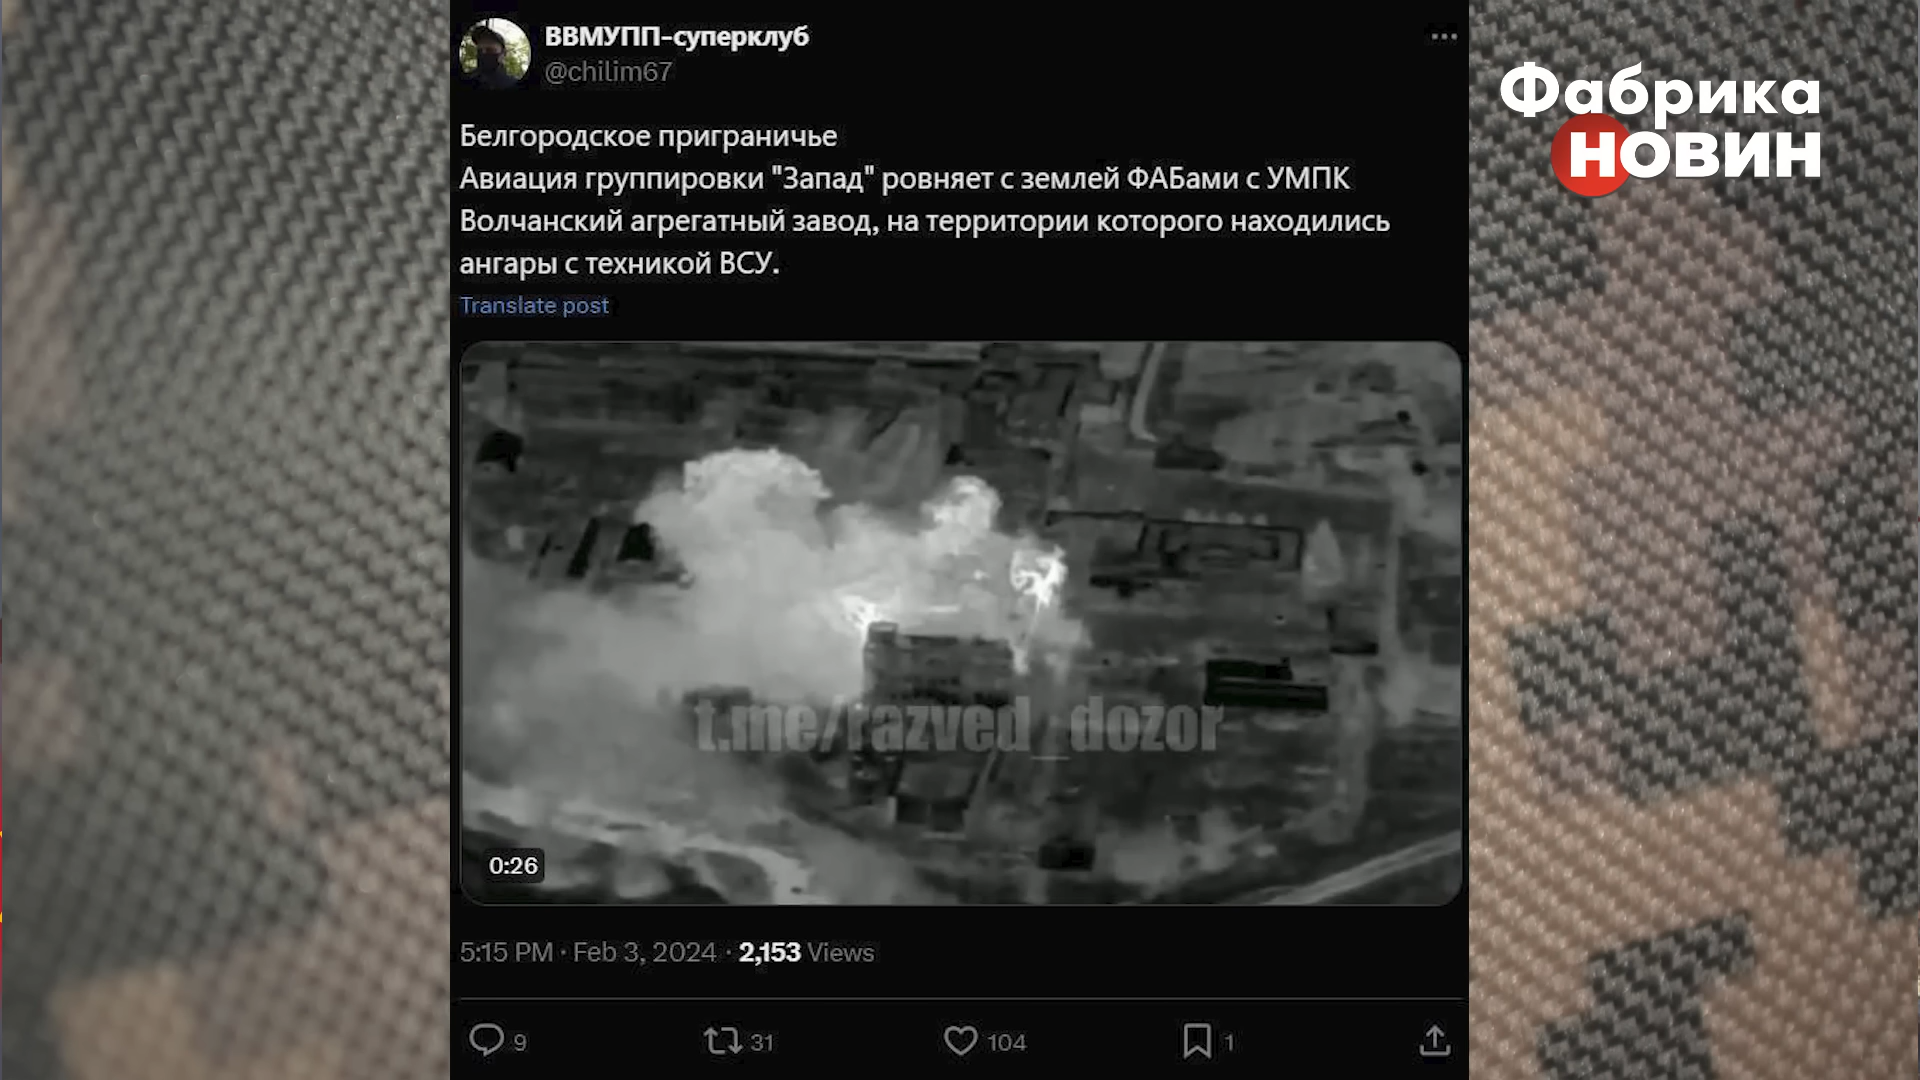 ВВМУПП-суперклуб
@chilim67
Фабрика
НОВИН
Белгородское приграничье
Авиация группировки "Запад" ровняет с землей ФАБами с УМПК
Волчанский агрегатный завод, на территории которого находились
ангары с техникой ВСУ.
Translate post
t.me/razved_dozor
0:26
5:15 PM · Feb 3, 2024 · 2,153 Views
9
31
104
1